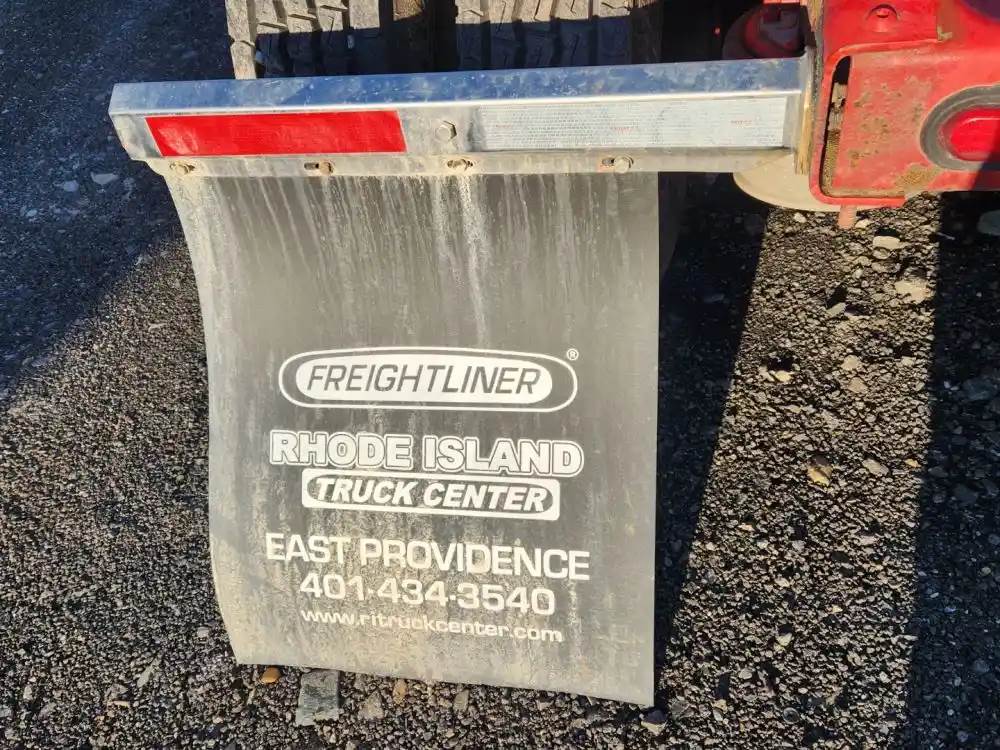 FREIGHTLINER®
RHODE ISLAND
TRUCK CENTER
EAST PROVIDENCE
401-434-3540
www.ritruckcenter.com